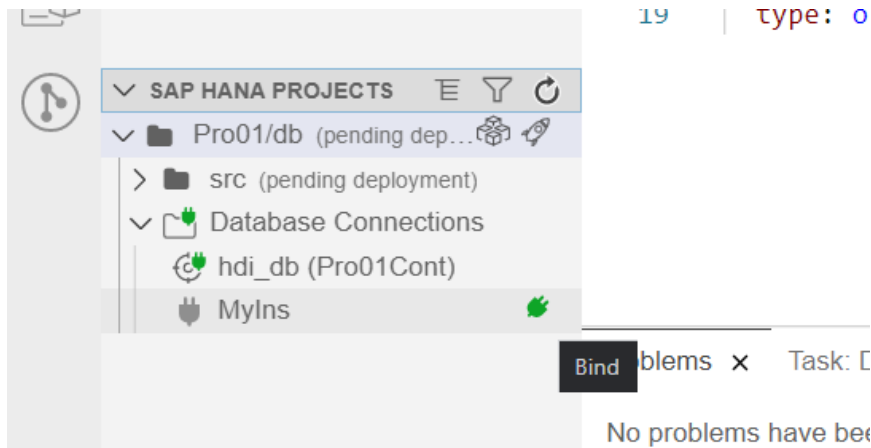 19 type: o
SAP HANA PROJECTS
Pro01/db (pending dep...
src (pending deployment)
Database Connections
hdi_db (Pro01Cont)
MyIns
Bind
oblems × Task: D
No problems have bee